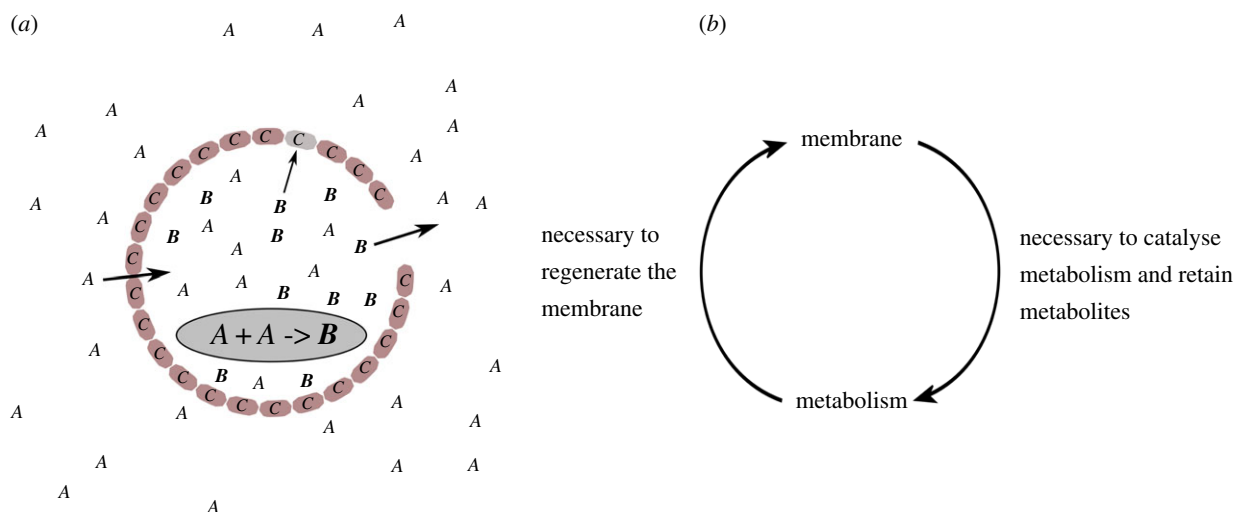 (a)
A
(b)
A A
A
A
A
A A
C C C membrane
A C C A
C C
A
C B B C A
A B A
A C A
B B A
necessary to
regenerate the
membrane
necessary to catalyse
metabolism and retain
metabolites
A B
C
A A
A C
C A B B B A
C
C
A + A -> B C
A C
C A
C B A B C
metabolism
C C C C A
A A
A A
A A A
A
A